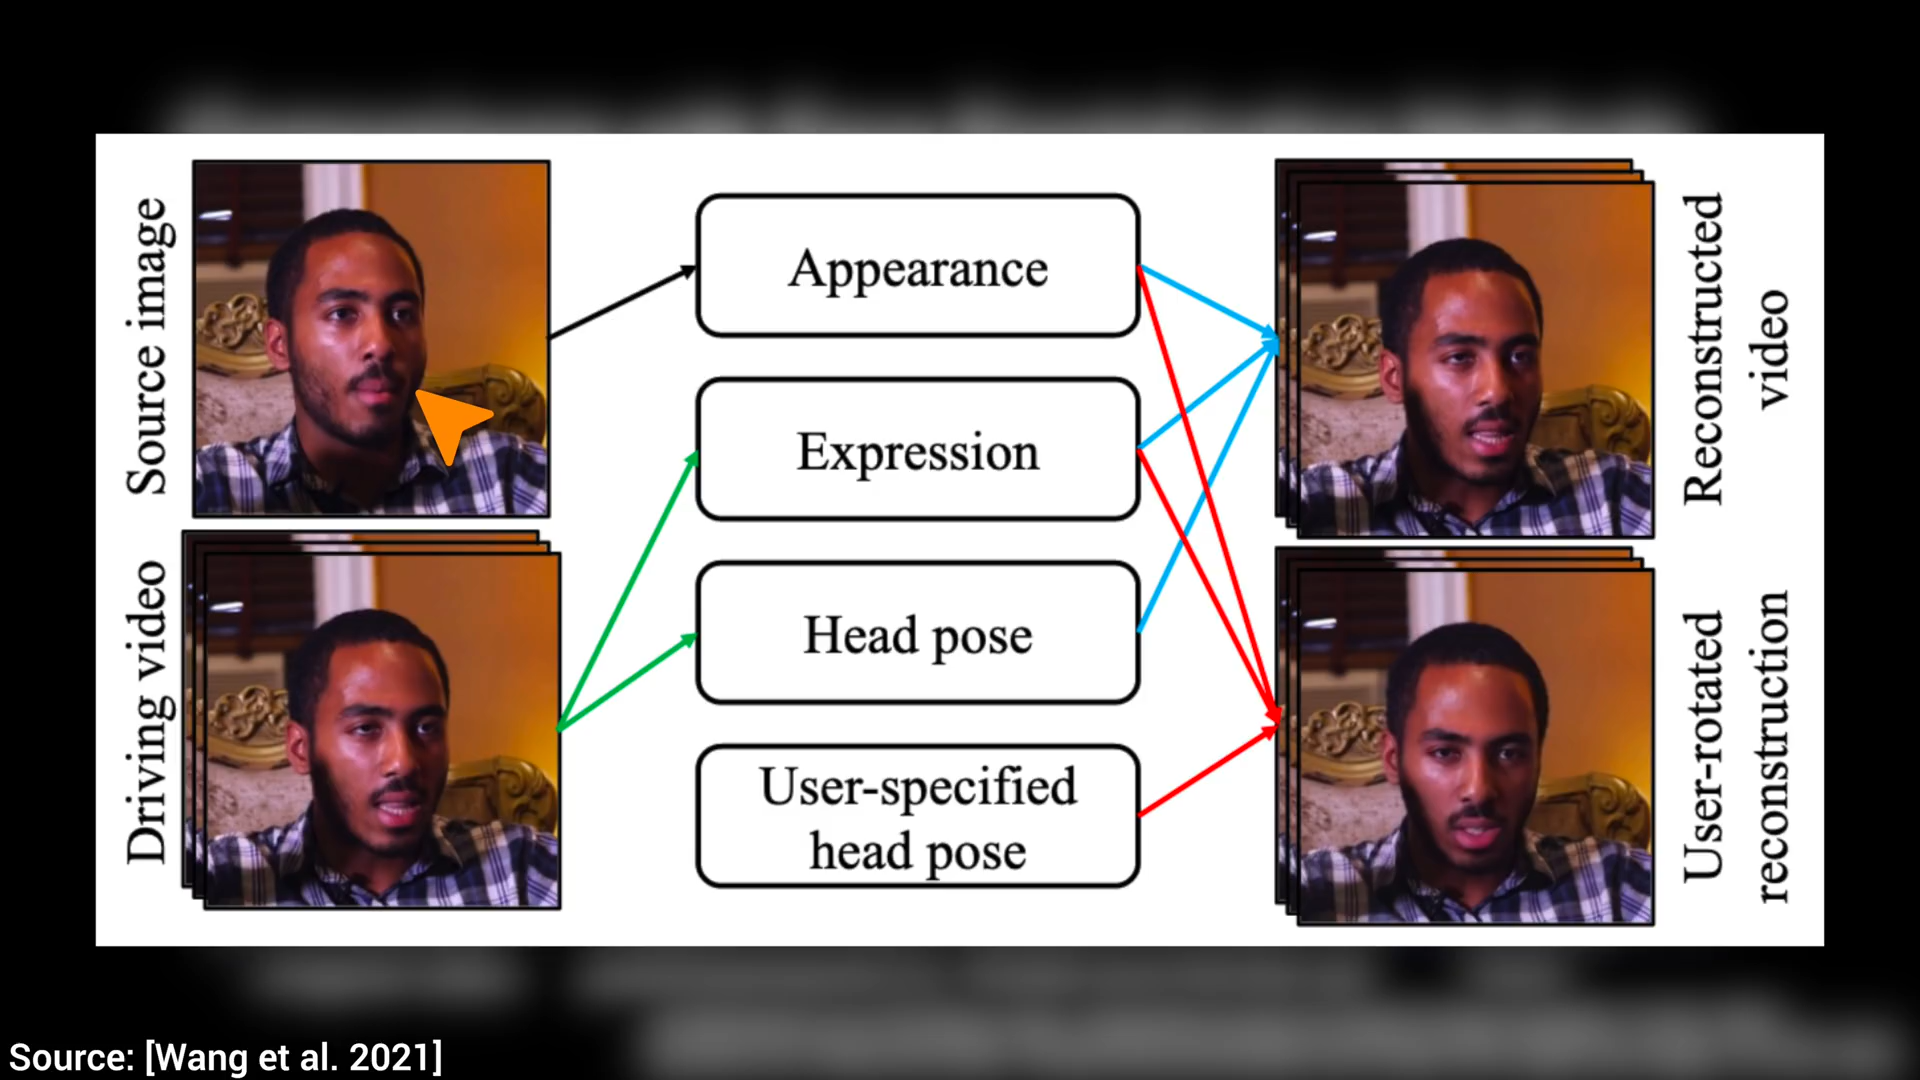 Source image
Driving video
Appearance
Expression
Head pose
User-specified
head pose
Reconstructed
video
User-rotated
reconstruction
Source: [Wang et al. 2021]